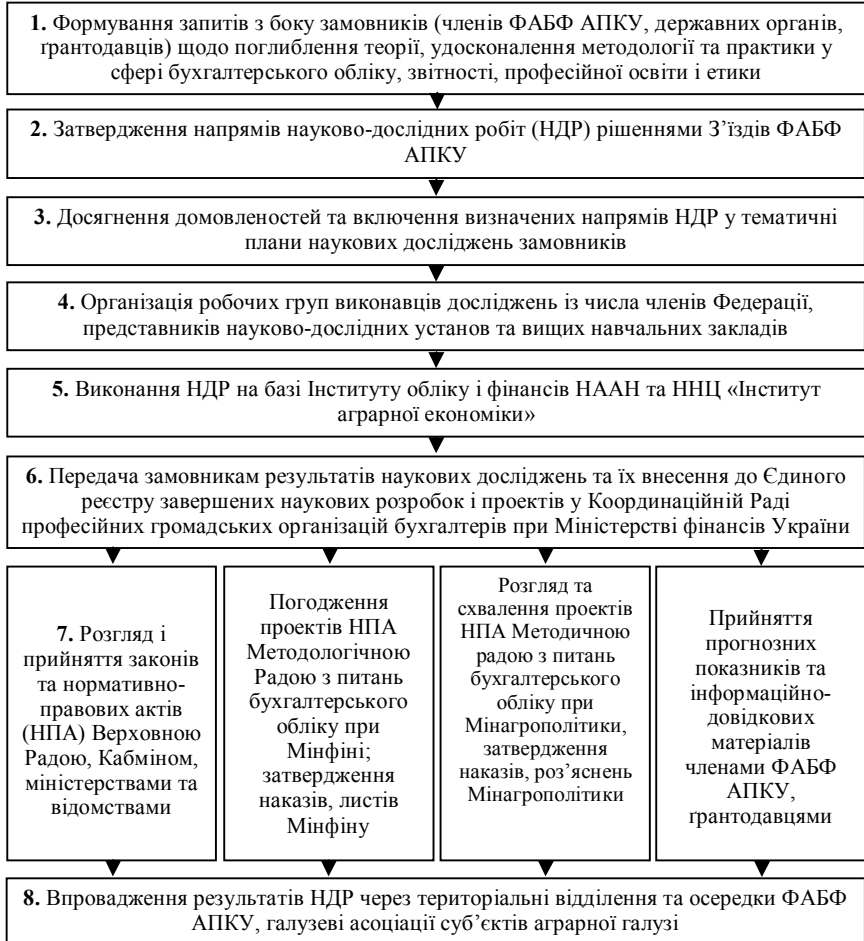 1. Формування запитів з боку замовників (членів ФАБФ АПКУ, державних органів,
ґрантодавців) щодо поглиблення теорії, удосконалення методології та практики у
сфері бухгалтерського обліку, звітності, професійної освіти і етики
2. Затвердження напрямів науково-дослідних робіт (НДР) рішеннями З’їздів ФАБФ
АПКУ
3. Досягнення домовленостей та включення визначених напрямів НДР у тематичні
плани наукових досліджень замовників
4. Організація робочих груп виконавців досліджень із числа членів Федерації,
представників науково-дослідних установ та вищих навчальних закладів
5. Виконання НДР на базі Інституту обліку і фінансів НААН та ННЦ «Інститут
аграрної економіки»
6. Передача замовникам результатів наукових досліджень та їх внесення до Єдиного
реєстру завершених наукових розробок і проектів у Координаційній Раді
професійних громадських організацій бухгалтерів при Міністерстві фінансів України
7. Розгляд і
прийняття законів
та нормативно-
правових актів
(НПА) Верховною
Радою, Кабміном,
міністерствами та
відомствами
Погодження
проектів НПА
Методологічною
Радою з питань
бухгалтерського
обліку при
Мінфіні;
затвердження
наказів, листів
Мінфіну
Розгляд та
схвалення проектів
НПА Методичною
радою з питань
бухгалтерського
обліку при
Мінагрополітики,
затвердження
наказів, роз’яснень
Мінагрополітики
Прийняття
прогнозних
показників та
інформаційно-
довідкових
матеріалів
членами ФАБФ
АПКУ,
ґрантодавцями
8. Впровадження результатів НДР через територіальні відділення та осередки ФАБФ
АПКУ, галузеві асоціації суб’єктів аграрної галузі